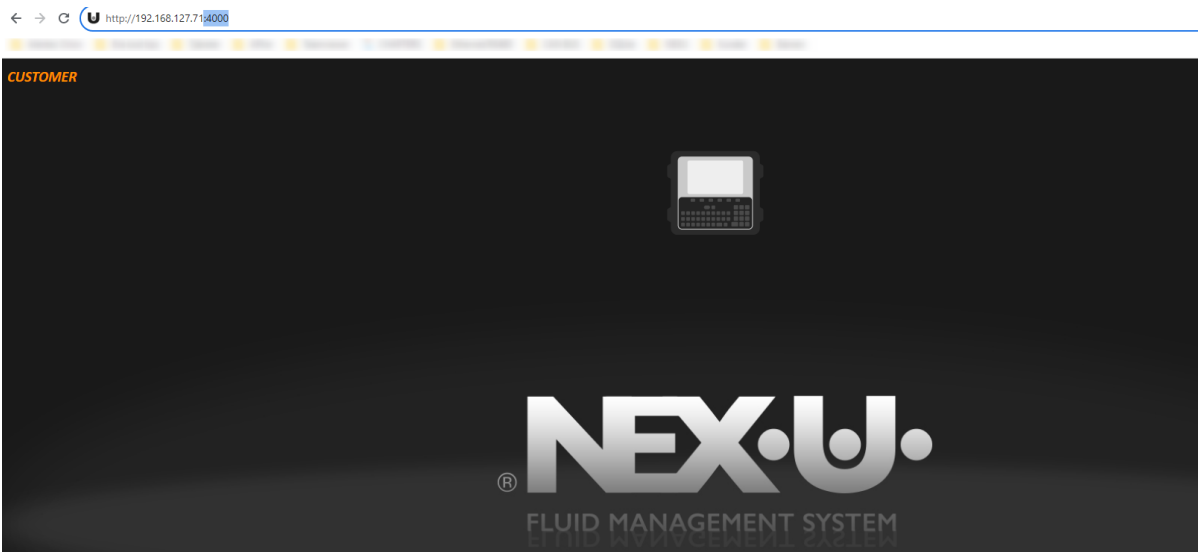 http://192.168.127.71:4000
CUSTOMER
NEX·U·
®
FLUID MANAGEMENT SYSTEM